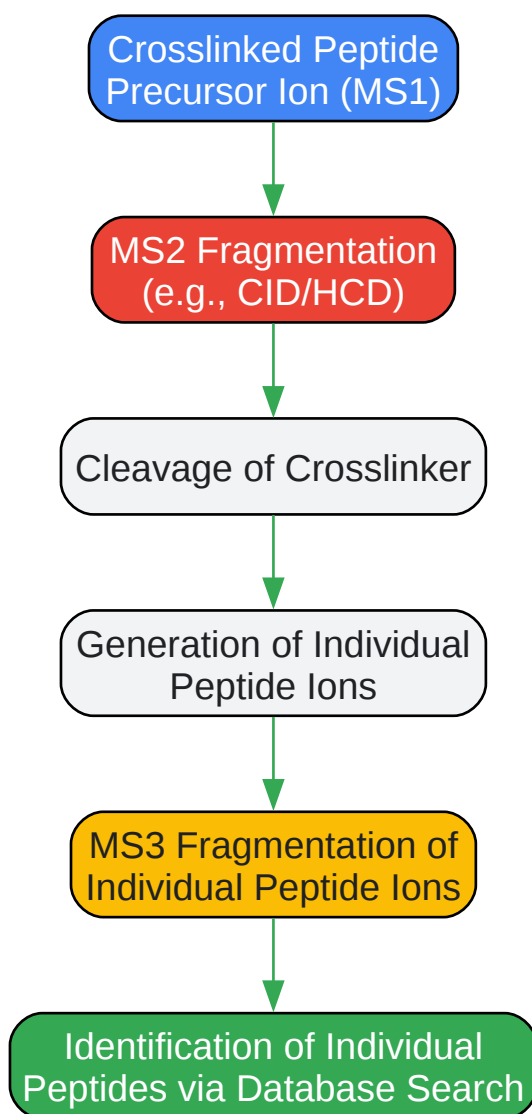 Crosslinked Peptide
Precursor Ion (MS1)
MS2 Fragmentation
(e.g., CID/HCD)
Cleavage of Crosslinker
Generation of Individual
Peptide Ions
MS3 Fragmentation of
Individual Peptide Ions
Identification of Individual
Peptides via Database Search